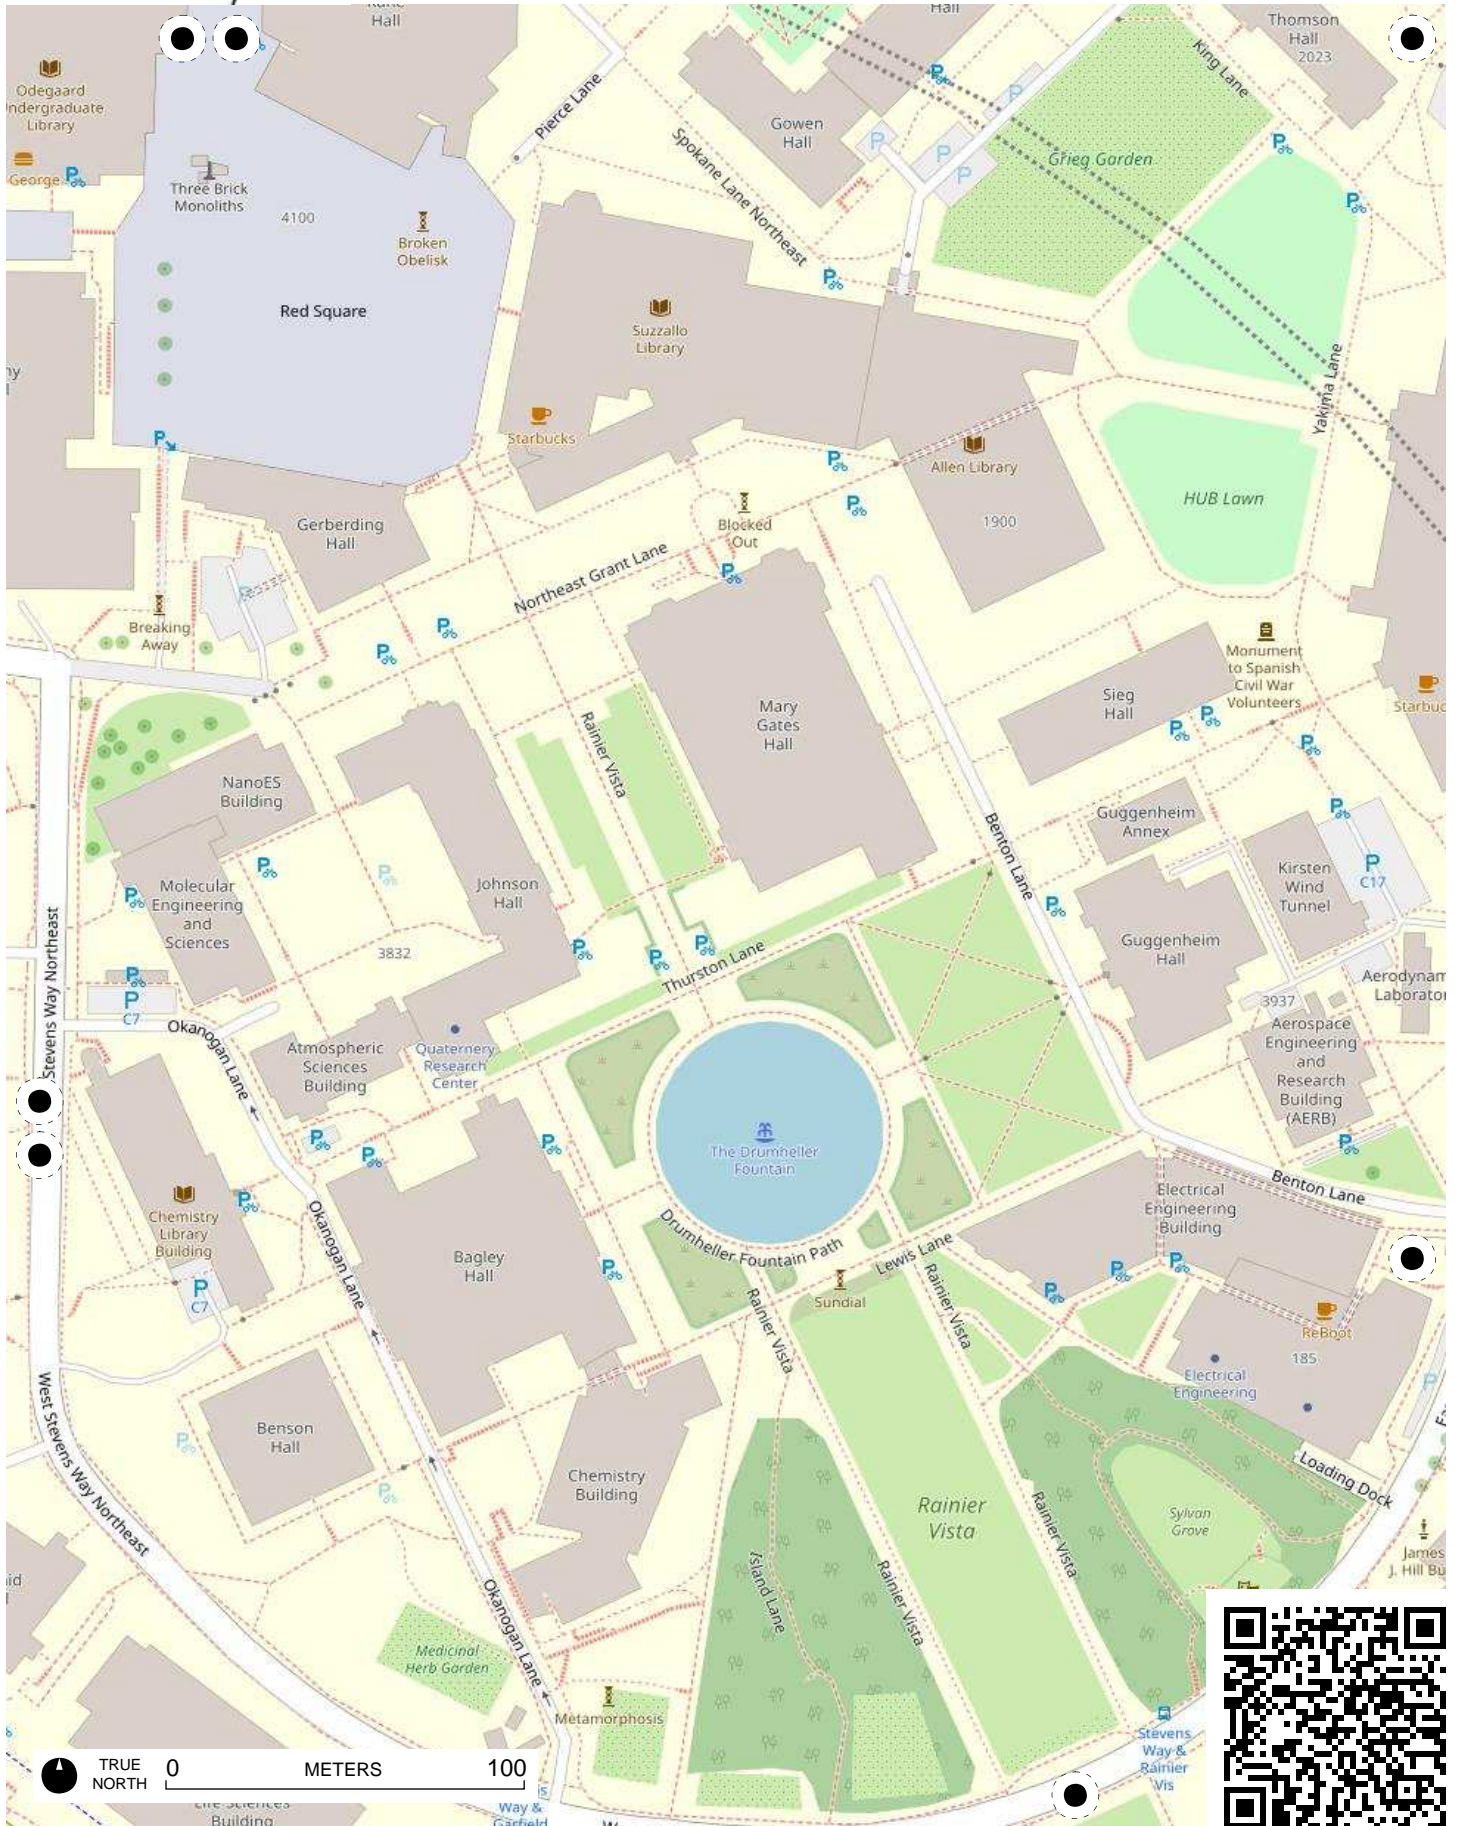 Hall
Hall
Thomson
Hall
2023
King Lane
Odegaard
Undergraduate
Library
Pierce Lane
Gowen
Hall
Spokane Lane Northeast
Grieg Garden
P
P
P
George
Three Brick
Monoliths
4100
Broken
Obelisk
Red Square
Suzzallo
Library
Yakima Lane
Starbucks
Allen Library
HUB Lawn
1900
Gerberding
Hall
Blocked
Out
Northeast Grant Lane
Breaking
Away
Monument
to Spanish
Civil War
Volunteers
Sieg
Hall
Starbuc
Mary
Gates
Hall
Rainier Vista
NanoES
Building
Guggenheim
Annex
Benton Lane
P
C17
Kirsten
Wind
Tunnel
Molecular
Engineering
and
Sciences
Johnson
Hall
3832
Guggenheim
Hall
Thurston Lane
Stevens Way Northeast
P
C7
Okanogan Lane
Aerodynam
Laborato
3937
Aerospace
Engineering
and
Research
Building
(AERB)
Atmospheric
Sciences
Building
Quaternery
Research
Center
The Drumheller
Fountain
Benton Lane
Electrical
Engineering
Building
Chemistry
Library
Building
Okanogan Lane
Bagley
Hall
Drumheller Fountain Path
Lewis Lane
P
C7
Sundial
Rainier Vista
Rainier Vista
ReBoot
185
Electrical
Engineering
P
West Stevens Way Northeast
Benson
Hall
Chemistry
Building
Rainier
Vista
Rainier Vista
Loading Dock
Sylvan
Grove
James
J. Hill Bu
Island Lane
Rainier Vista
Okanogan Lane
Medicinal
Herb Garden
Metamorphosis
Stevens
Way &
Rainier
Vis
TRUE
NORTH
0 METERS 100
Life Sciences
Building
Way &
Garfield